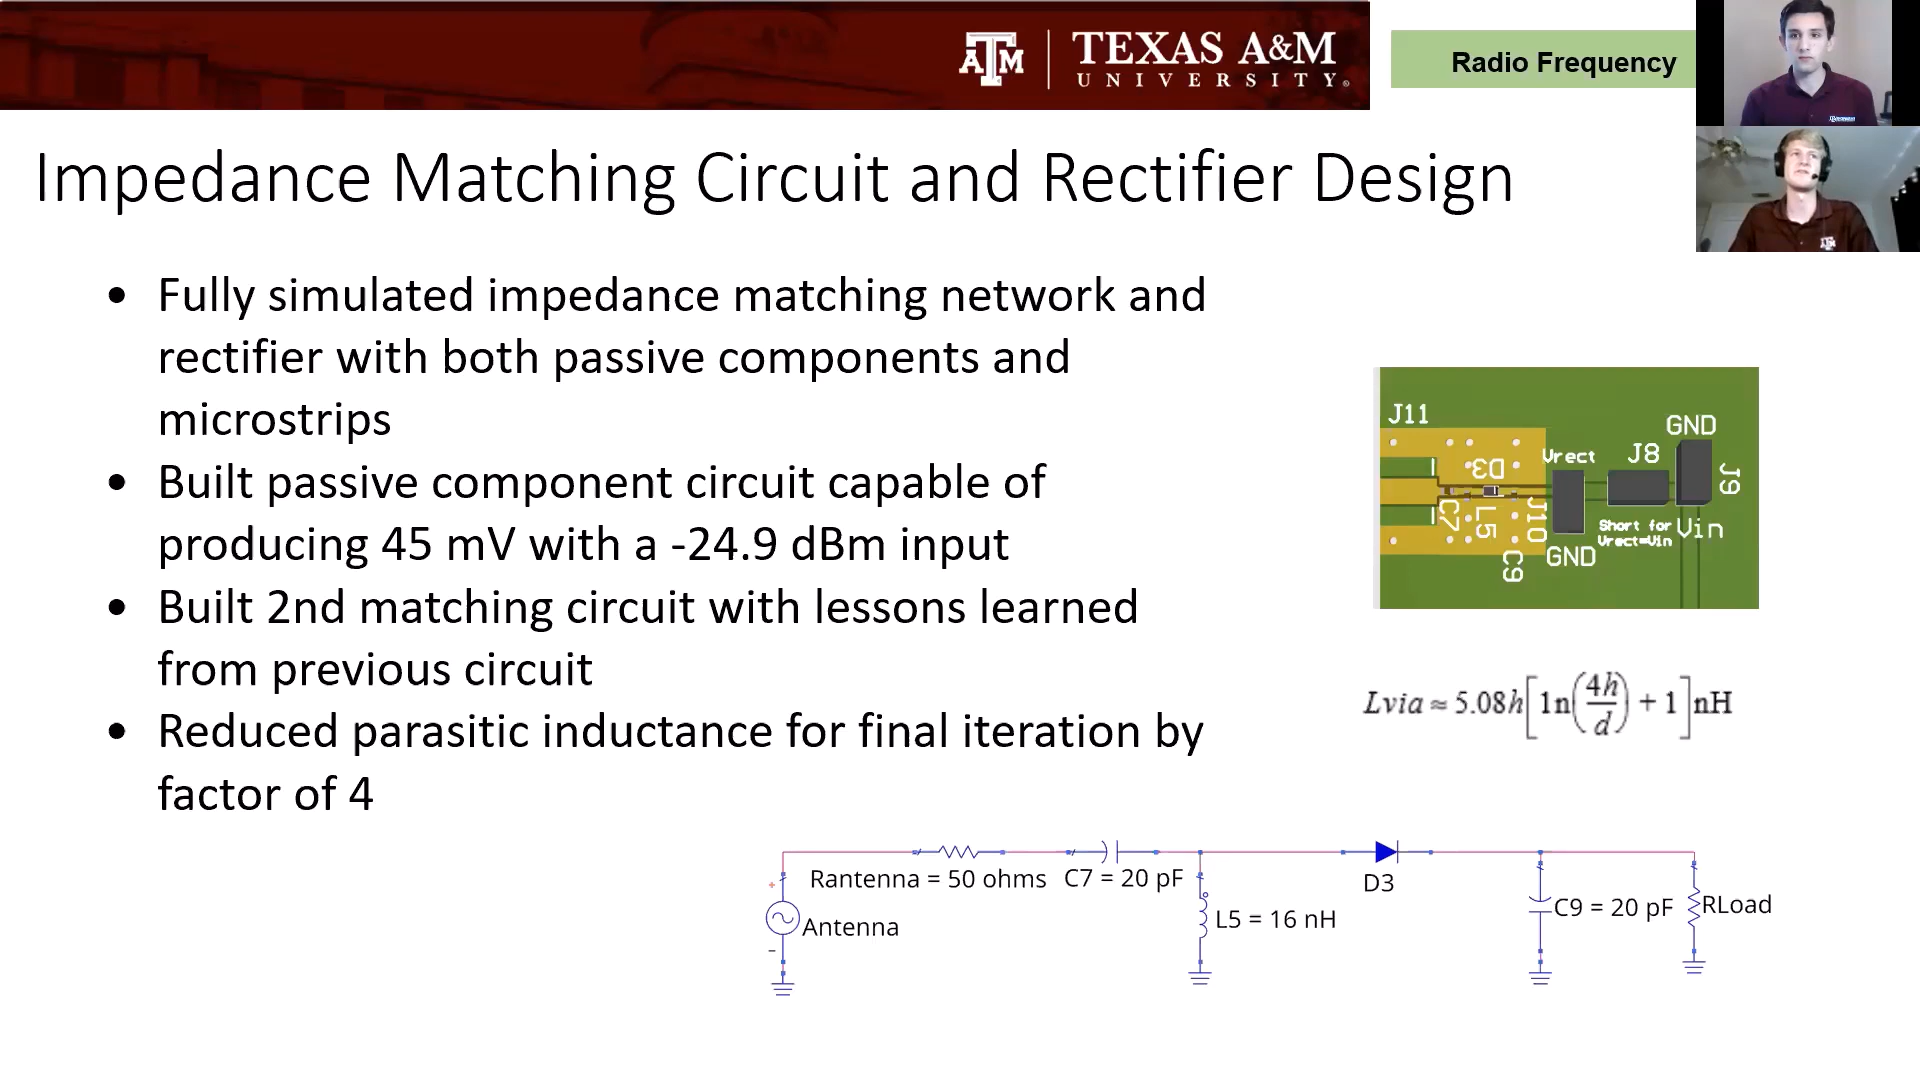 TEXAS A&M
UNIVERSITY®
Radio Frequency
Impedance Matching Circuit and Rectifier Design
• Fully simulated impedance matching network and
rectifier with both passive components and
microstrips
• Built passive component circuit capable of
producing 45 mV with a -24.9 dBm input
• Built 2nd matching circuit with lessons learned
from previous circuit
• Reduced parasitic inductance for final iteration by
factor of 4
J11
GND
Vrect
J8
D3
J9
C7
L5
J10
Short for
Vrect=Vin
Vin
GND
C9
Lvia ≈ 5.08h[ln(4h/d) + 1]nH
Rantenna = 50 ohms
C7 = 20 pF
D3
L5 = 16 nH
C9 = 20 pF
RLoad
Antenna